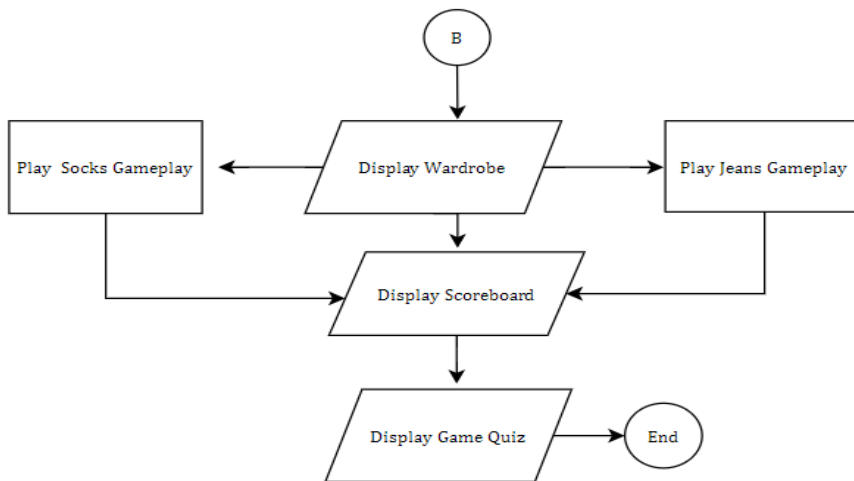 B
Play  Socks Gameplay
Display Wardrobe
Play Jeans Gameplay
Display Scoreboard
Display Game Quiz
End